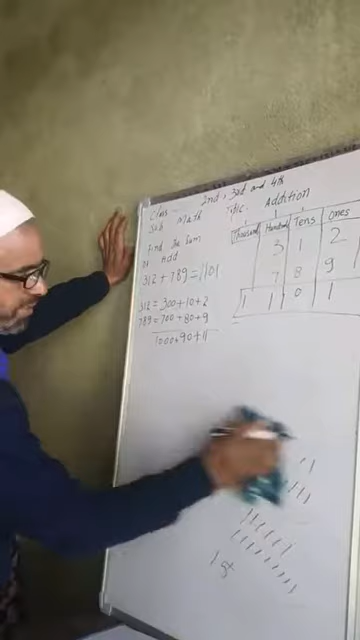 Class:- 2nd, 3rd and 4th
Sub Math Title:- Addition
Find the Sum
or Add
312 + 789 = 1101
312 = 300+10+2
789 = 700+80+9
1000+90+11
Thousand Hundred Tens Ones
3 1 2
7 8 9
1 1 0 1